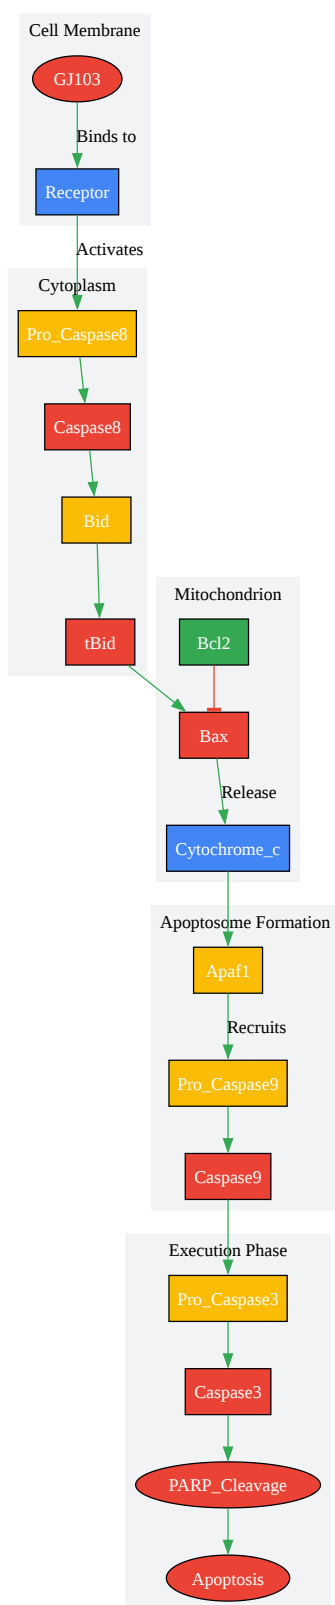 Cell Membrane
GJ103
Binds to
Receptor
Activates
Cytoplasm
Pro_Caspase8
Caspase8
Bid
tBid
Mitochondrion
Bcl2
Bax
Release
Cytochrome_c
Apoptosome Formation
Apaf1
Recruits
Pro_Caspase9
Caspase9
Execution Phase
Pro_Caspase3
Caspase3
PARP_Cleavage
Apoptosis